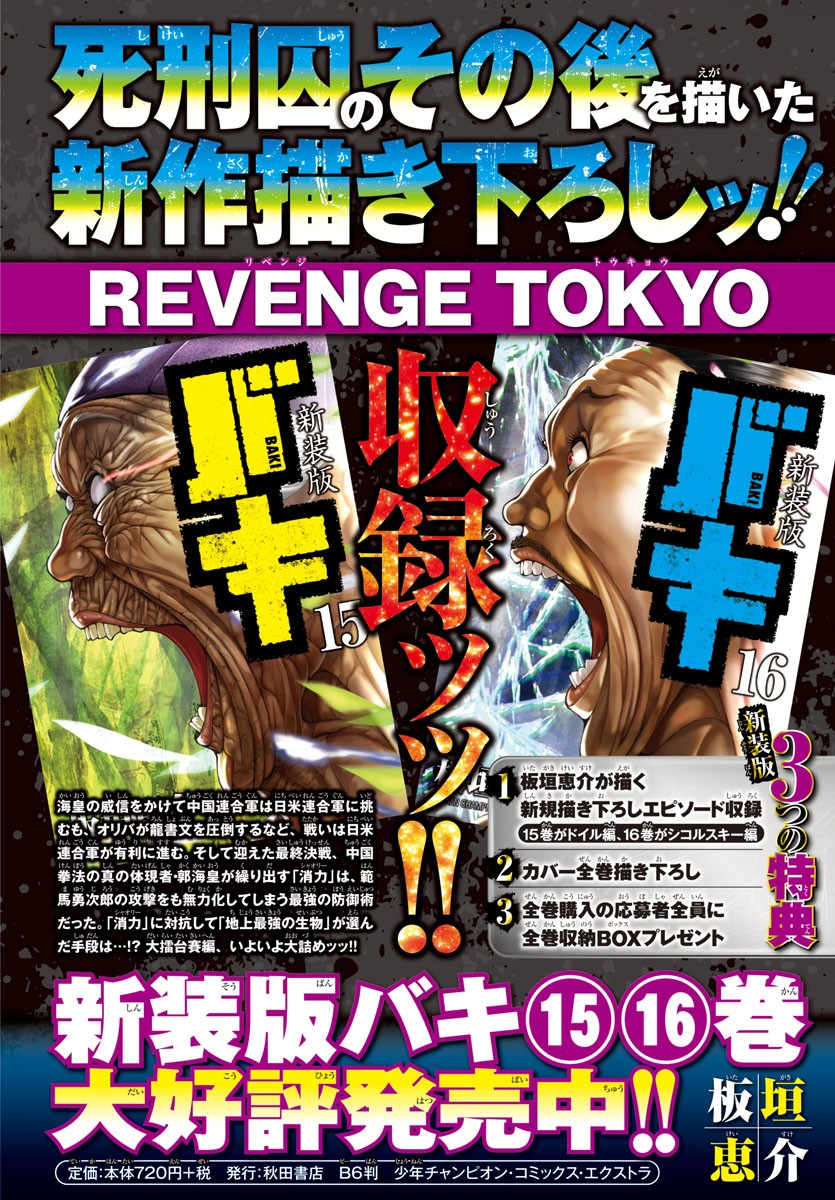 死刑囚のその後を描いた
新作描き下ろしッ!!
REVENGE TOKYO
リベンジ トウキョウ
新装版
バキ
BAKI
15
収録ッッ!!
新装版
バキ
BAKI
16
海皇の威信をかけて中国連合軍は日米連合軍に挑
むも、オリバが龍書文を圧倒するなど、戦いは日米
連合軍が有利に進む。そして迎えた最終決戦、中国
拳法の真の体現者・郭海皇が繰り出す「消力」は、範
馬勇次郎の攻撃をも無力化してしまう最強の防御術
だった。「消力」に対抗して「地上最強の生物」が選ん
だ手段は…!? 大擂台賽編、いよいよ大詰めッッ!!
新装版
3つの特典
1 板垣恵介が描く
新規描き下ろしエピソード収録
15巻がドイル編、16巻がシコルスキー編
2 カバー全巻描き下ろし
3 全巻購入の応募者全員に
全巻収納BOXプレゼント
新装版バキ⑮⑯巻
大好評発売中!!
板垣恵介
定価:本体720円+税 発行:秋田書店 B6判 少年チャンピオン・コミックス・エクストラ